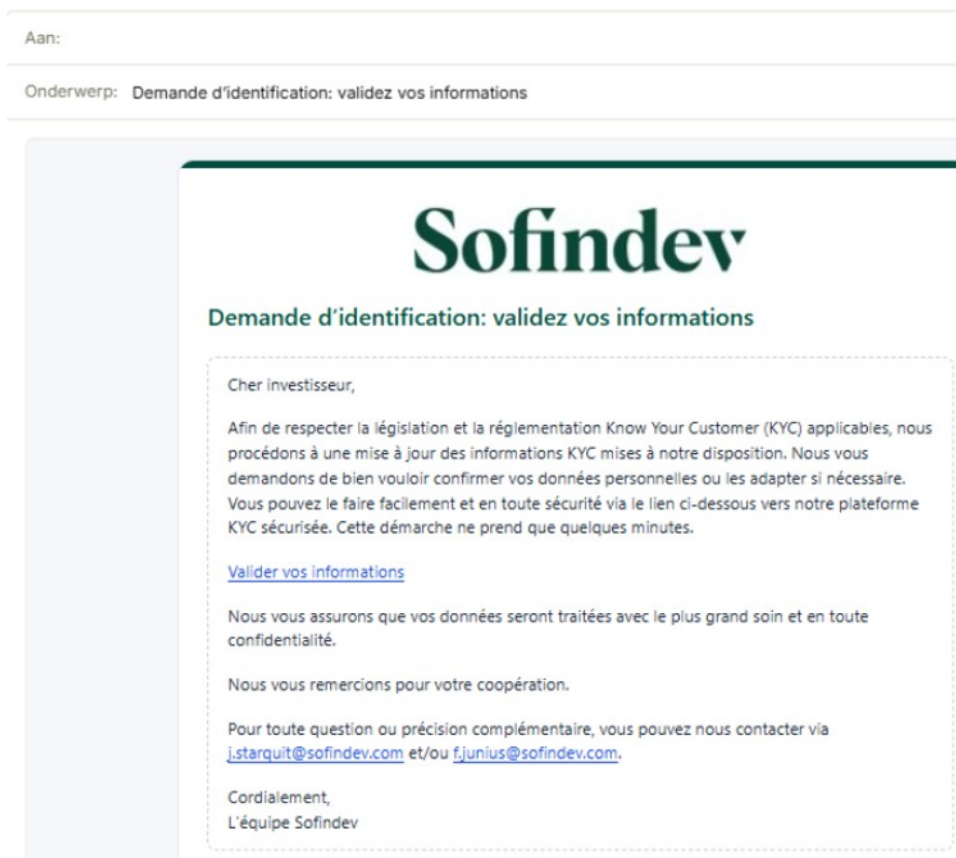 Aan:
Onderwerp: Demande d'identification: validez vos informations
Sofindev
Demande d'identification: validez vos informations
Cher investisseur,
Afin de respecter la législation et la réglementation Know Your Customer (KYC) applicables, nous
procédons à une mise à jour des informations KYC mises à notre disposition. Nous vous
demandons de bien vouloir confirmer vos données personnelles ou les adapter si nécessaire.
Vous pouvez le faire facilement et en toute sécurité via le lien ci-dessous vers notre plateforme
KYC sécurisée. Cette démarche ne prend que quelques minutes.
Valider vos informations
Nous vous assurons que vos données seront traitées avec le plus grand soin et en toute
confidentialité.
Nous vous remercions pour votre coopération.
Pour toute question ou précision complémentaire, vous pouvez nous contacter via
j.starquit@sofindev.com et/ou f.junius@sofindev.com.
Cordialement,
L'équipe Sofindev